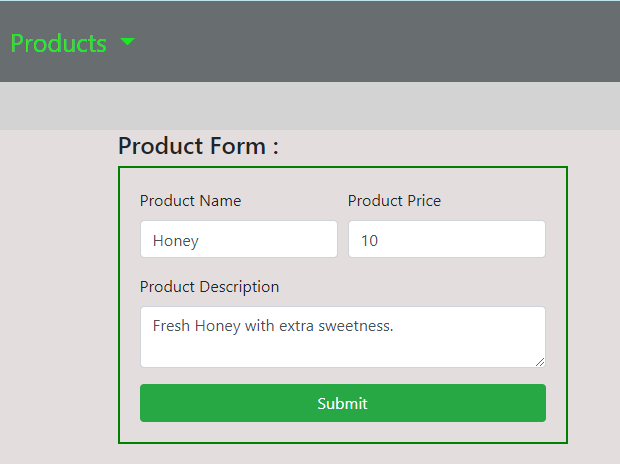 Products
Product Form :
Product Name Product Price
Honey 10
Product Description
Fresh Honey with extra sweetness.
Submit